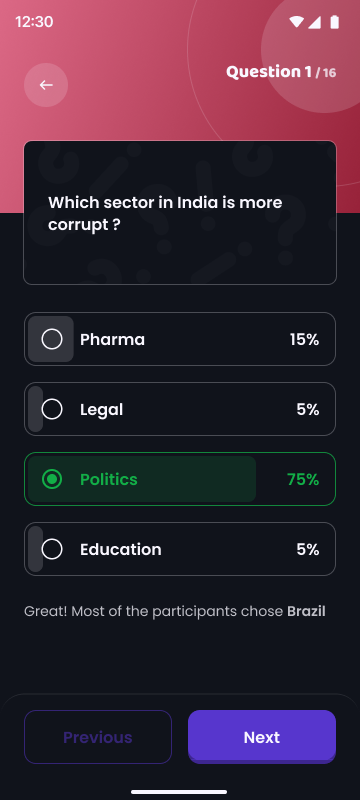 12:30
Question 1 / 16
Which sector in India is more
corrupt ?
Pharma 15%
Legal 5%
Politics 75%
Education 5%
Great! Most of the participants chose Brazil
Previous Next